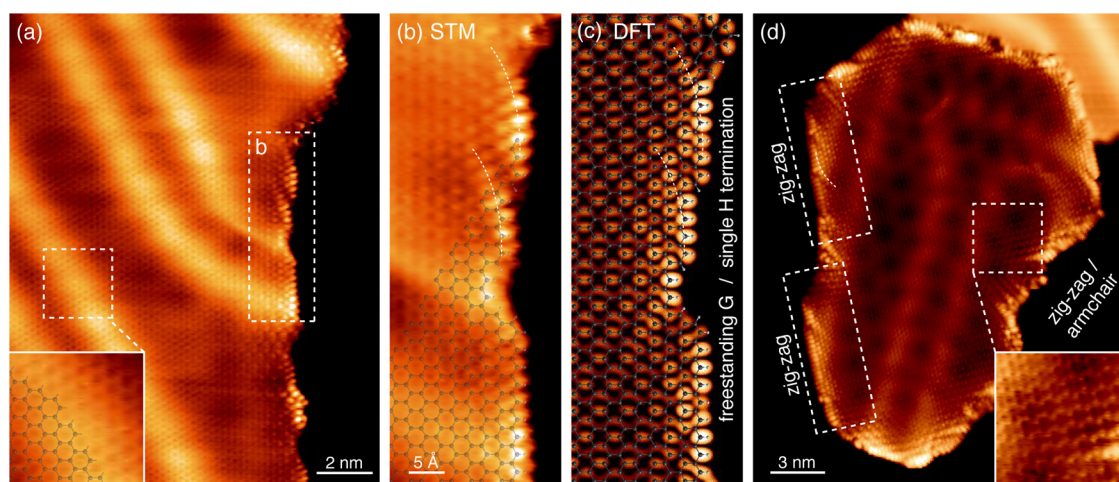 (a)
b
2 nm
(b) STM
5 Å
(c) DFT
freestanding G / single H termination
(d)
zig-zag
zig-zag
zig-zag /
armchair
3 nm